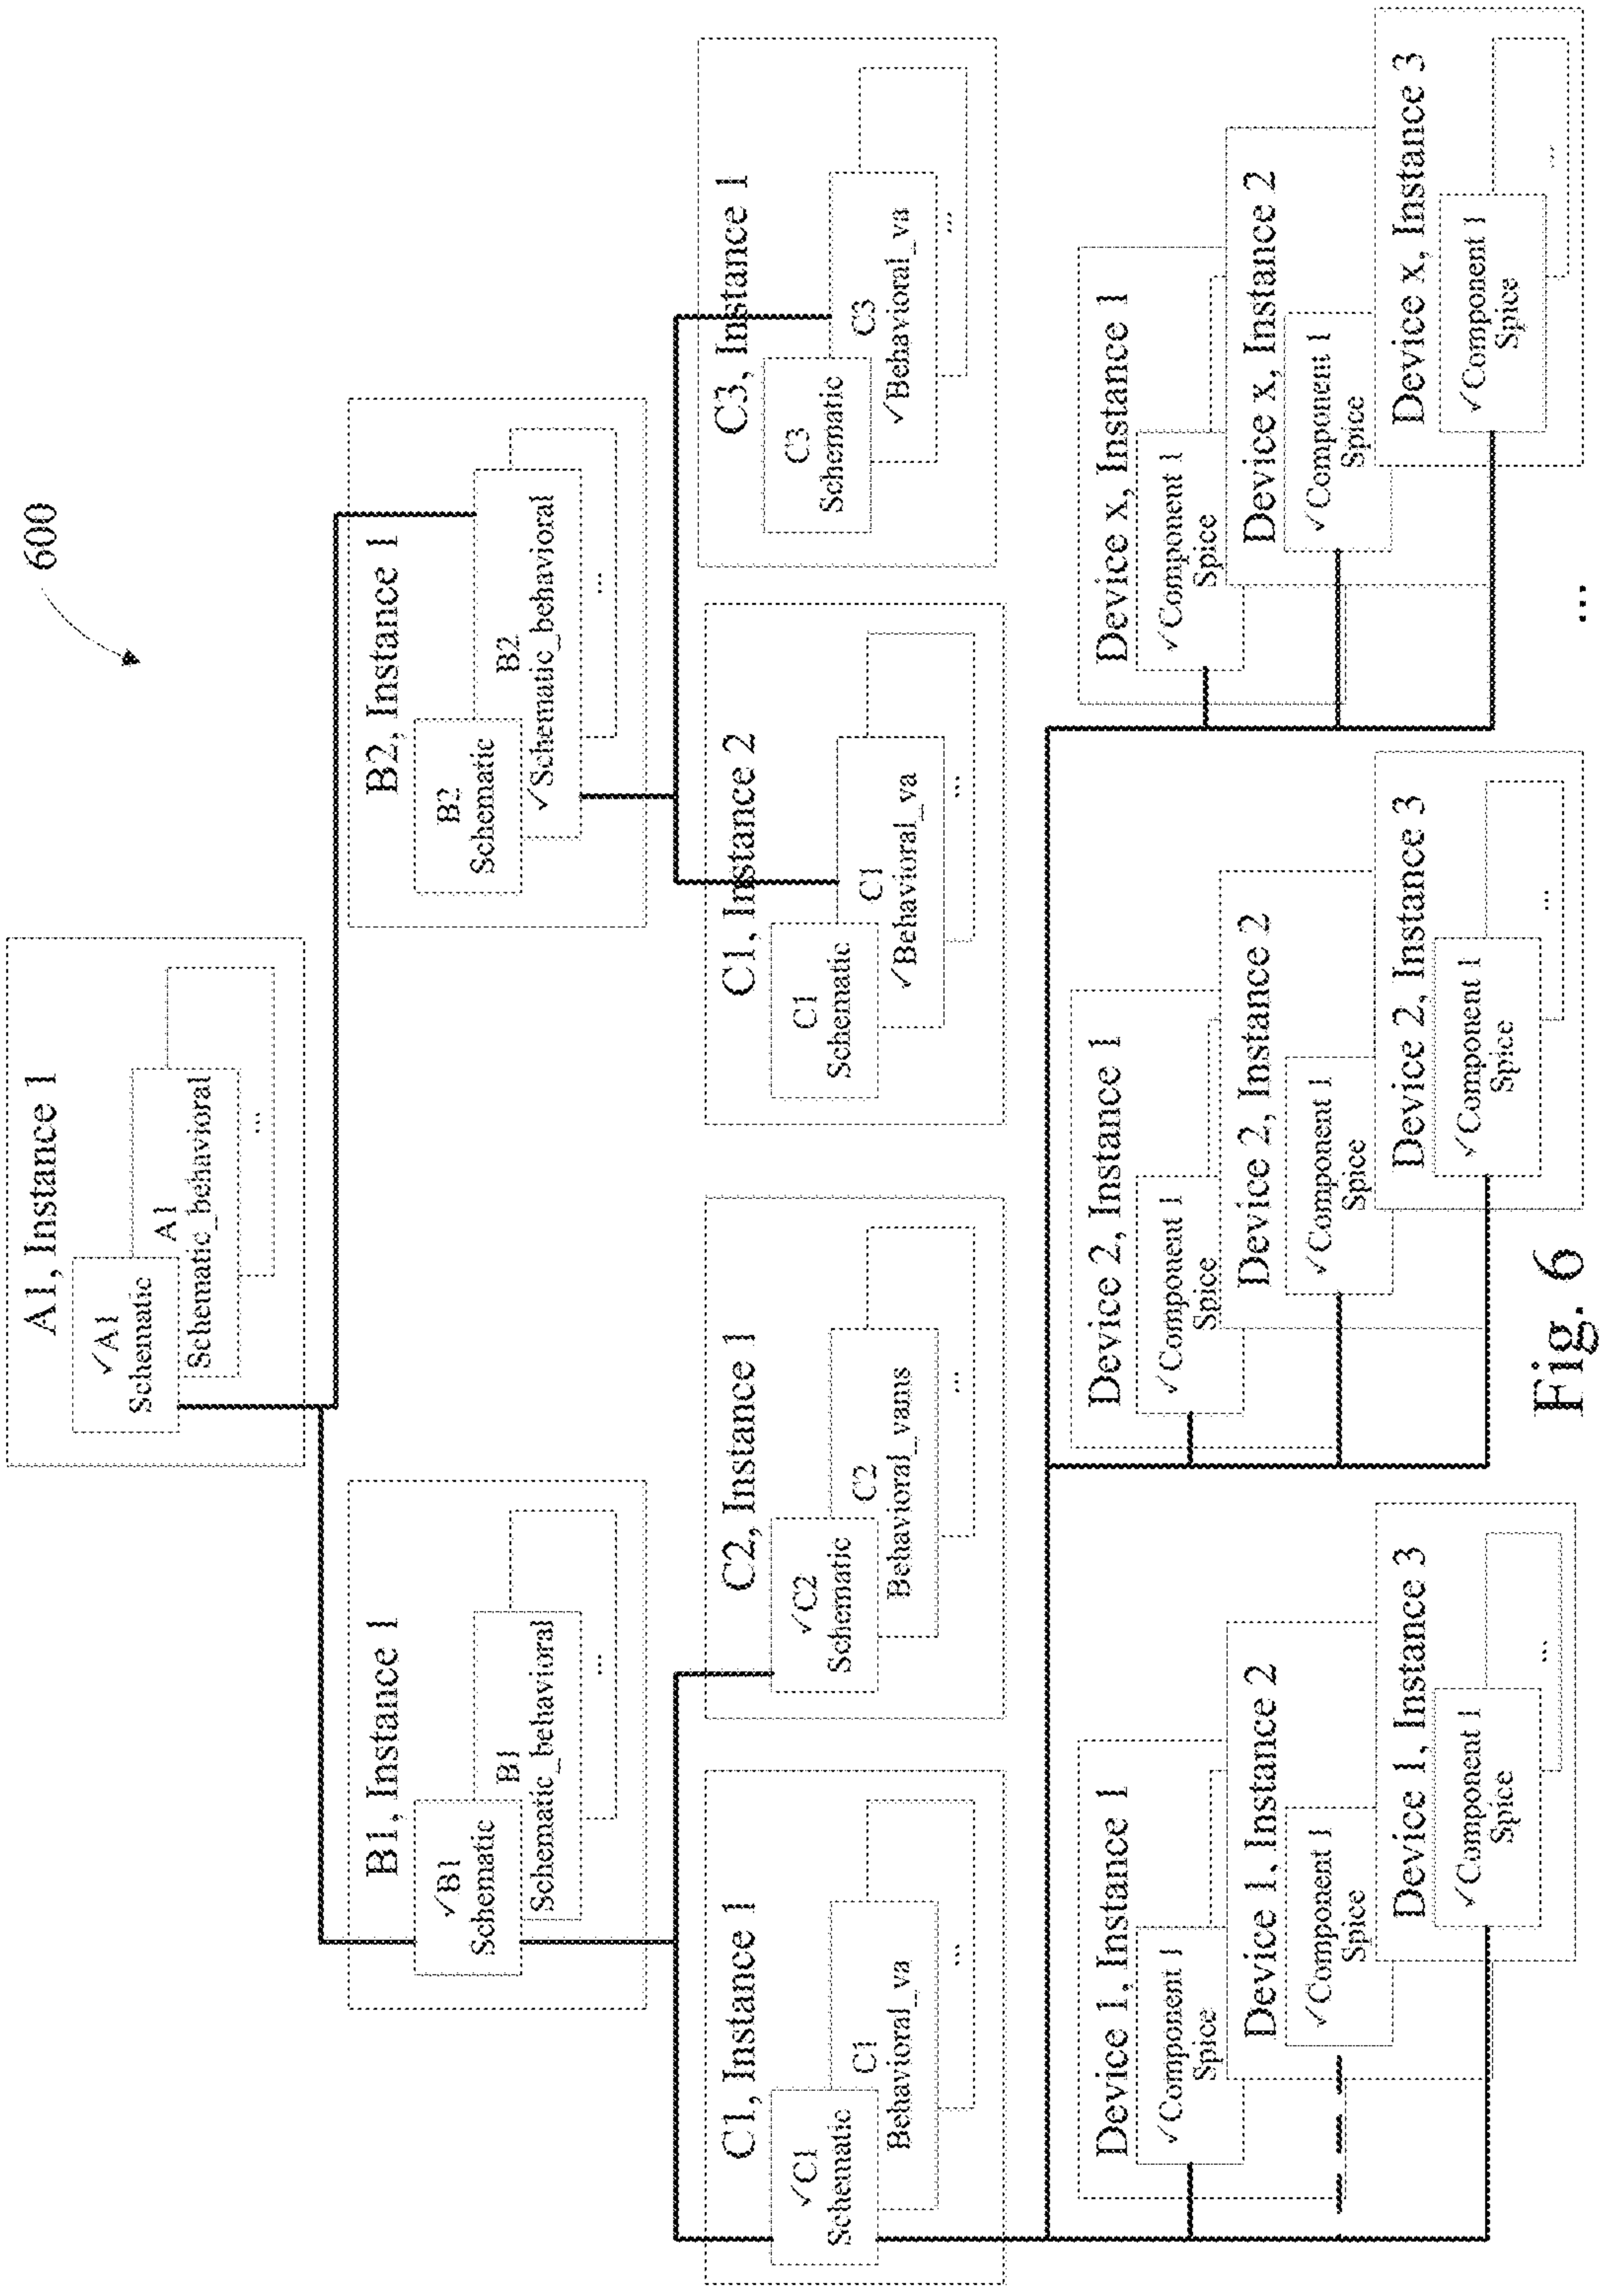 600
A1, Instance 1
✓A1
Schematic
A1
Schematic_behavioral
...
B1, Instance 1
✓B1
Schematic
B1
Schematic_behavioral
...
B2, Instance 1
B2
Schematic
B2
✓Schematic_behavioral
...
C1, Instance 1
✓C1
Schematic
C1
Behavioral_va
...
C2, Instance 1
✓C2
Schematic
C2
Behavioral_vams
...
C1, Instance 2
C1
Schematic
C1
✓Behavioral_va
...
C3, Instance 1
C3
Schematic
C3
✓Behavioral_va
...
Device 1, Instance 1
✓Component 1
Spice
Device 1, Instance 2
✓Component 1
Spice
Device 1, Instance 3
✓Component 1
Spice
...
Device 2, Instance 1
✓Component 1
Spice
Device 2, Instance 2
✓Component 1
Spice
Device 2, Instance 3
✓Component 1
Spice
...
Device x, Instance 1
✓Component 1
Spice
Device x, Instance 2
✓Component 1
Spice
Device x, Instance 3
✓Component 1
Spice
...
...
Fig. 6